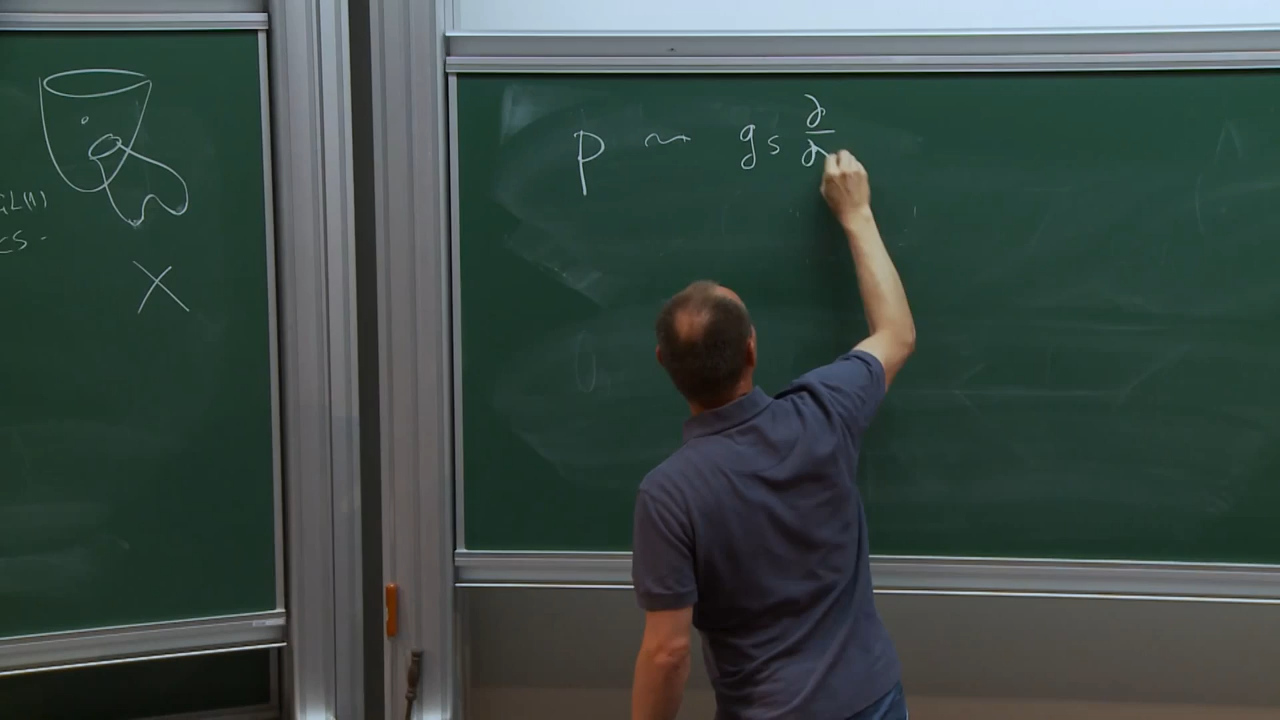 GL(1)
CS -
X
p ~ gs ∂/∂